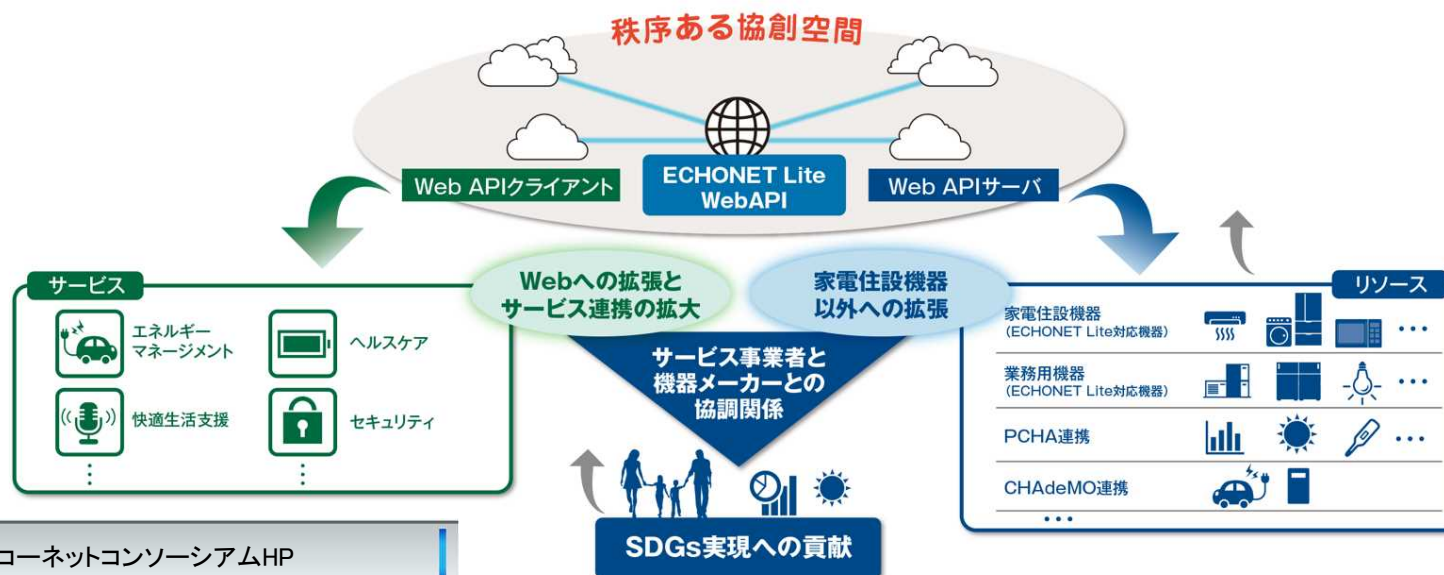 秩序ある協創空間
Web APIクライアント
ECHONET Lite
WebAPI
Web APIサーバ
サービス
エネルギー
マネージメント
ヘルスケア
快適生活支援
セキュリティ
Webへの拡張と
サービス連携の拡大
家電住設機器
以外への拡張
サービス事業者と
機器メーカーとの
協調関係
SDGs実現への貢献
リソース
家電住設機器
(ECHONET Lite対応機器)
業務用機器
(ECHONET Lite対応機器)
PCHA連携
CHAdeMO連携
コーネットコンソーシアムHP